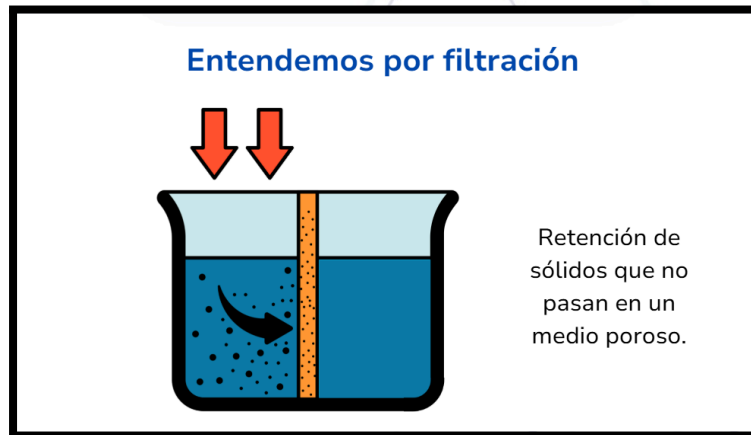 Entendemos por filtración
Retención de
sólidos que no
pasan en un
medio poroso.